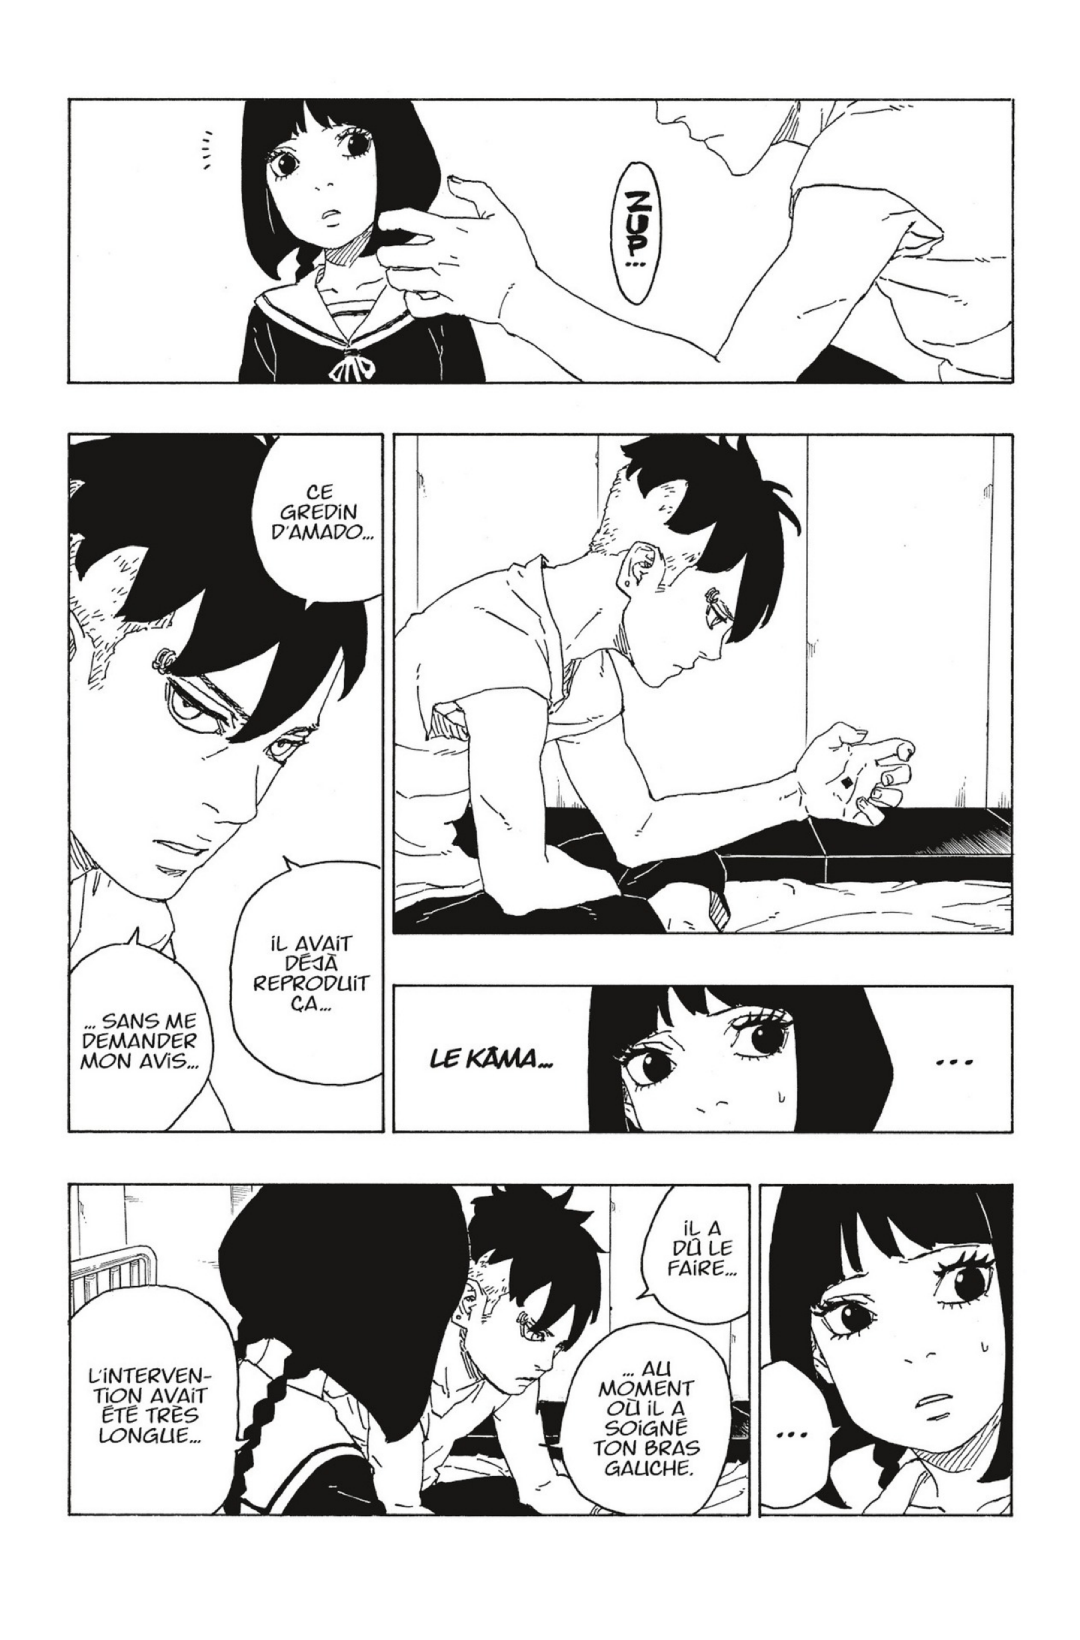 ZUP...
CE
GREDIN
D'AMADO...
IL AVAIT
DÉJÀ
REPRODUIT
ÇA...
... SANS ME
DEMANDER
MON AVIS...
LE KÂMA...
...
L'INTERVEN-
TION AVAIT
ÉTÉ TRÈS
LONGUE...
IL A
DÛ LE
FAIRE...
... AU
MOMENT
OÙ IL A
SOIGNÉ
TON BRAS
GAUCHE.
...